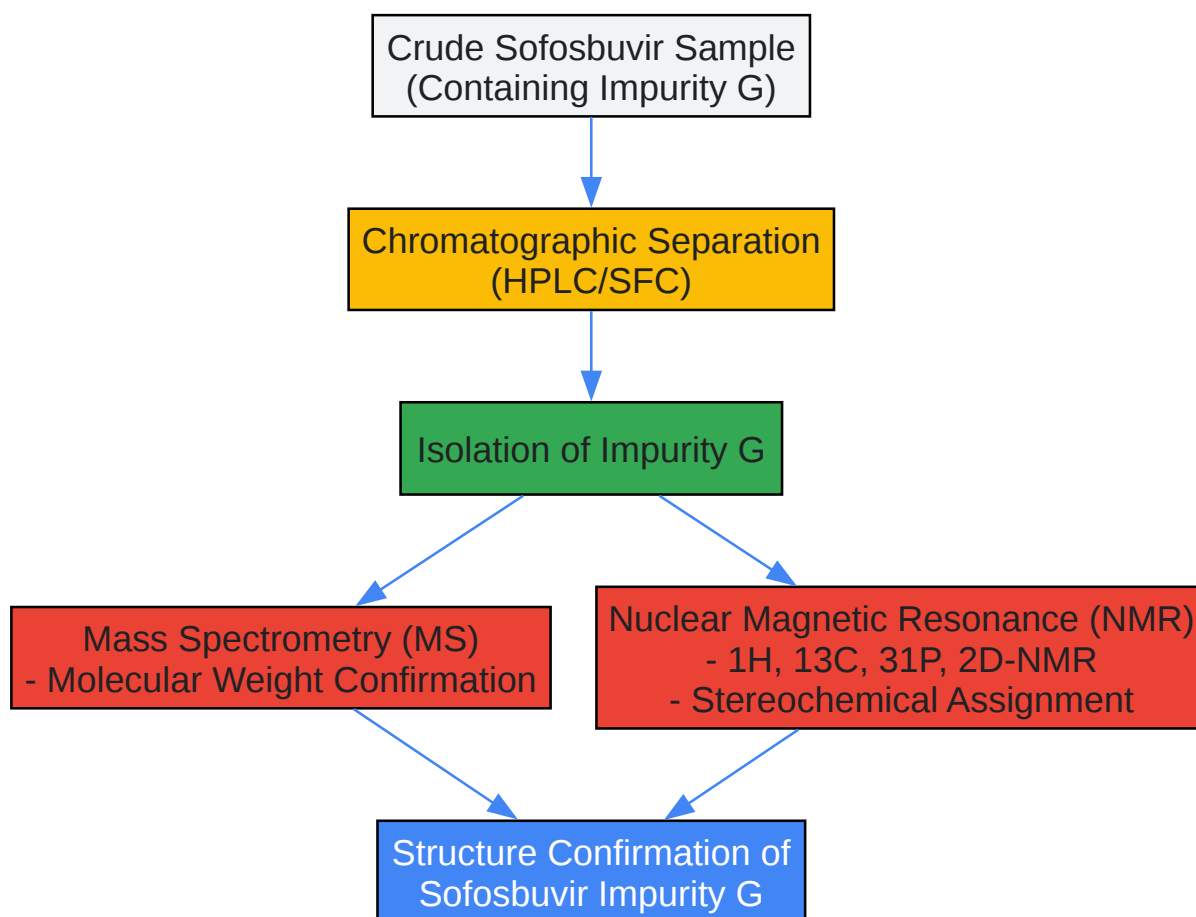 Crude Sofosbuvir Sample
(Containing Impurity G)
Chromatographic Separation
(HPLC/SFC)
Isolation of Impurity G
Mass Spectrometry (MS)
- Molecular Weight Confirmation
Nuclear Magnetic Resonance (NMR)
- 1H, 13C, 31P, 2D-NMR
- Stereochemical Assignment
Structure Confirmation of
Sofosbuvir Impurity G